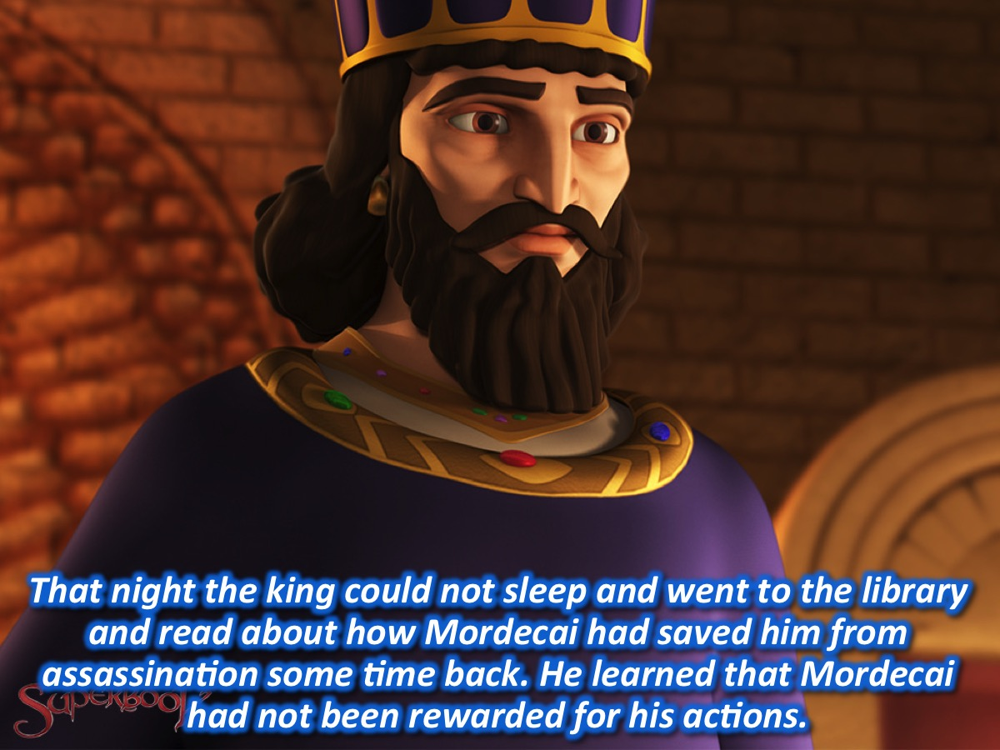 That night the king could not sleep and went to the library
and read about how Mordecai had saved him from
assassination some time back. He learned that Mordecai
had not been rewarded for his actions.
Superbook